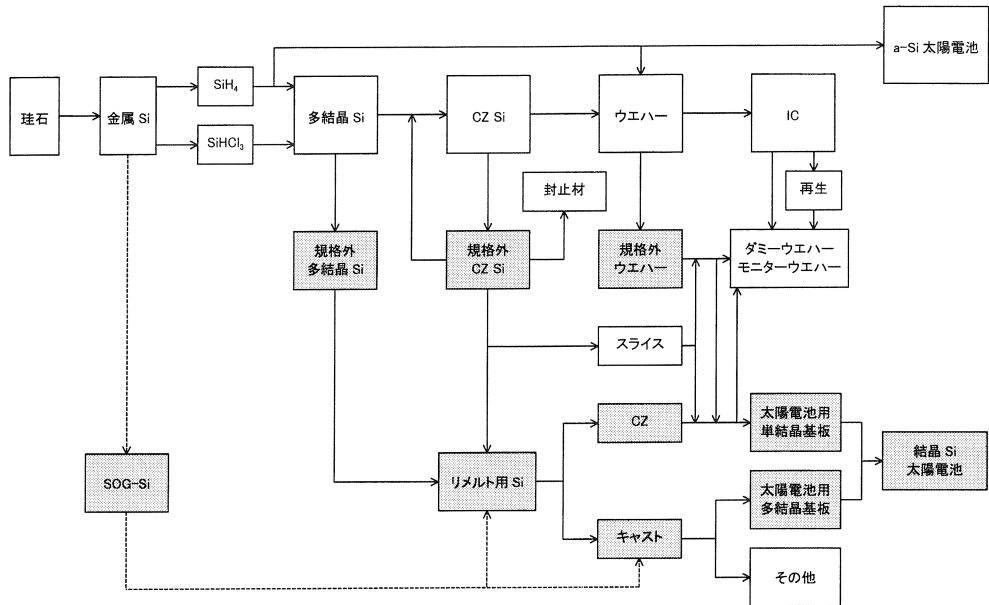 a-Si 太陽電池
珪石
金属 Si
SiH₄
SiHCl₃
多結晶 Si
CZ Si
ウエハー
IC
再生
封止材
規格外
多結晶 Si
規格外
CZ Si
規格外
ウエハー
ダミーウエハー
モニターウエハー
スライス
CZ
太陽電池用
単結晶基板
結晶 Si
太陽電池
SOG-Si
リメルト用 Si
太陽電池用
多結晶基板
キャスト
その他